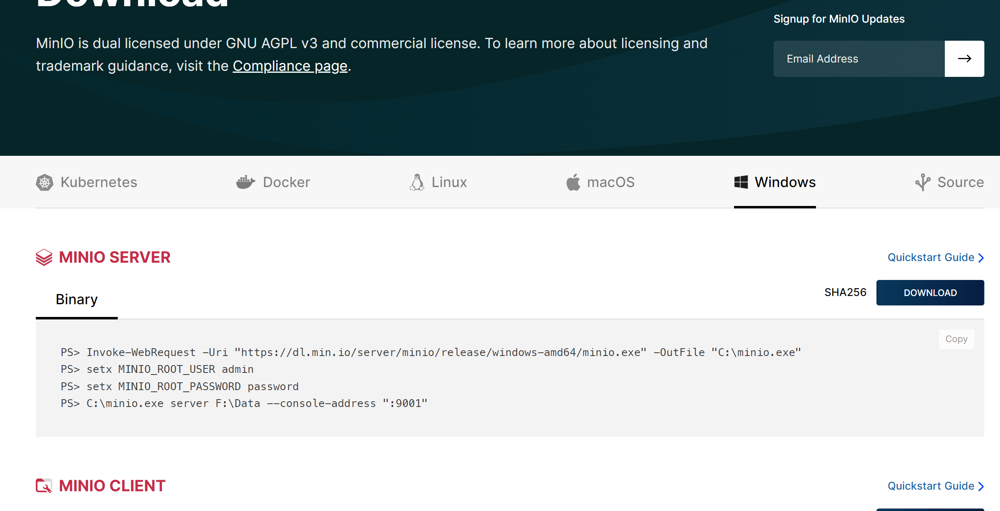 Download
Signup for MinIO Updates
MinIO is dual licensed under GNU AGPL v3 and commercial license. To learn more about licensing and
trademark guidance, visit the Compliance page.
Email Address
Kubernetes
Docker
Linux
macOS
Windows
Source
MINIO SERVER
Quickstart Guide
Binary
SHA256
DOWNLOAD
Copy
PS> Invoke-WebRequest -Uri "https://dl.min.io/server/minio/release/windows-amd64/minio.exe" -OutFile "C:\minio.exe"
PS> setx MINIO_ROOT_USER admin
PS> setx MINIO_ROOT_PASSWORD password
PS> C:\minio.exe server F:\Data --console-address ":9001"
MINIO CLIENT
Quickstart Guide